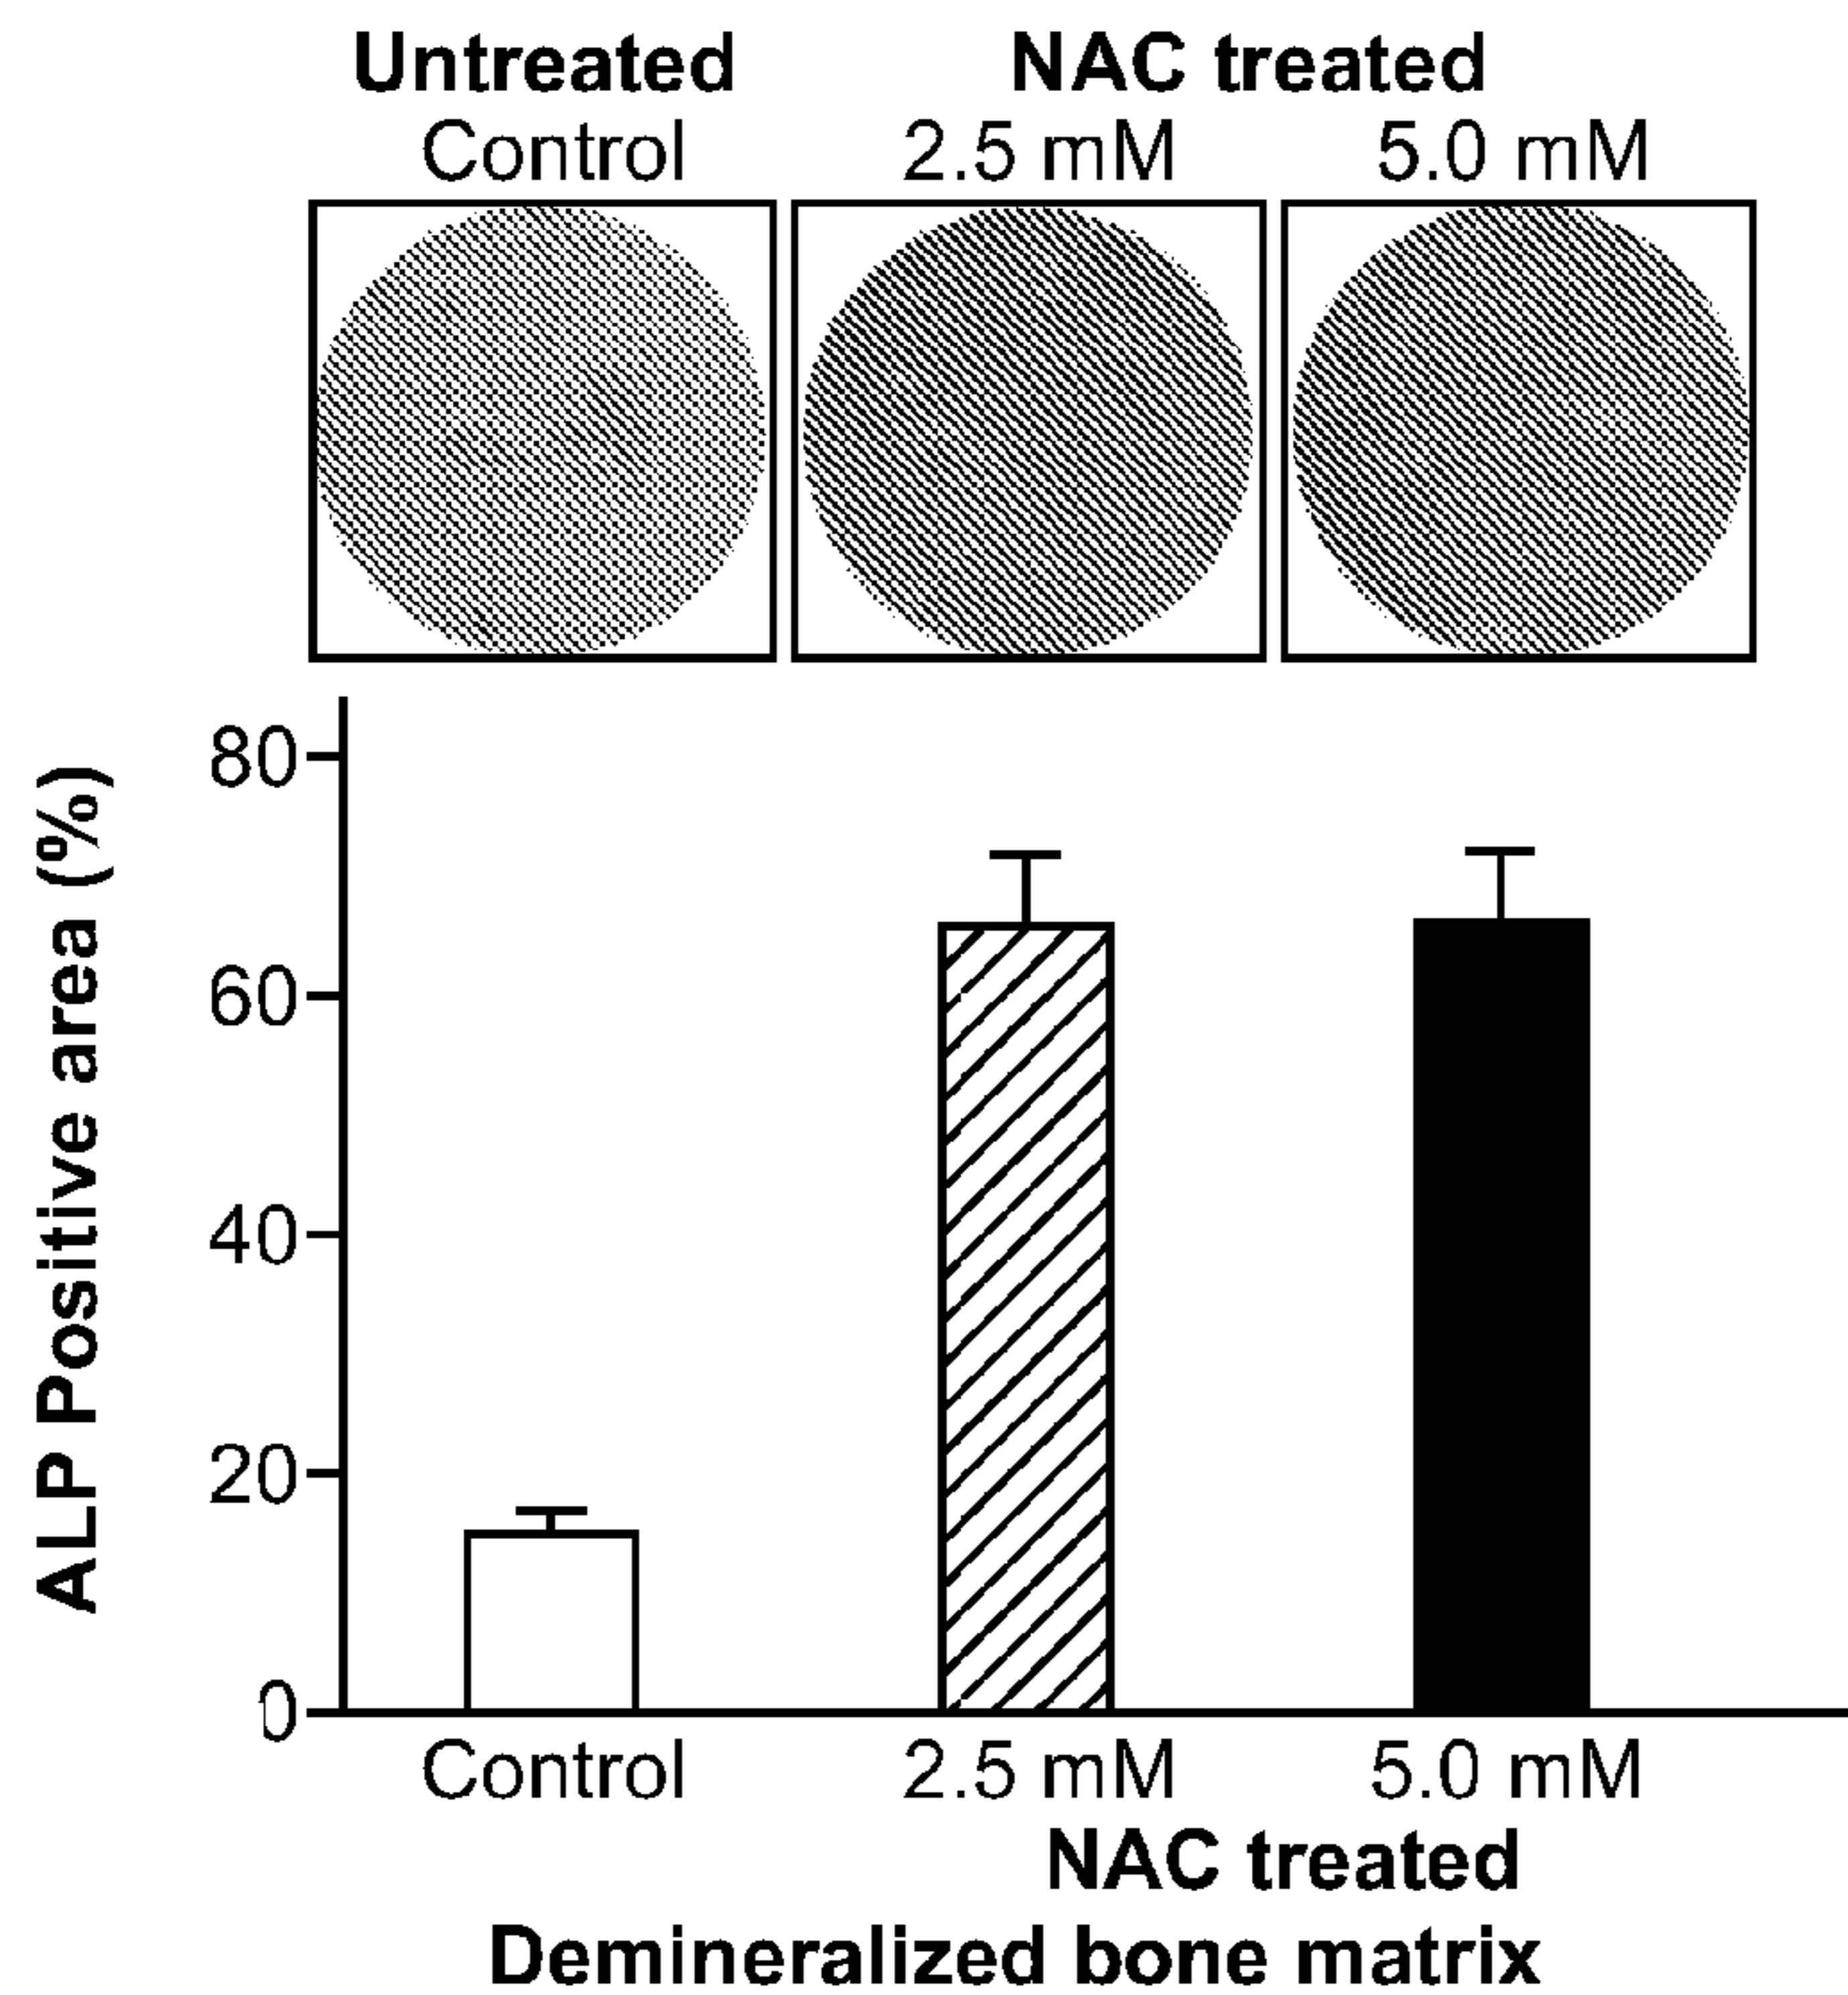 Untreated NAC treated
Control 2.5 mM 5.0 mM
ALP Positive area (%)
80
60
40
20
0
Control 2.5 mM 5.0 mM
NAC treated
Demineralized bone matrix